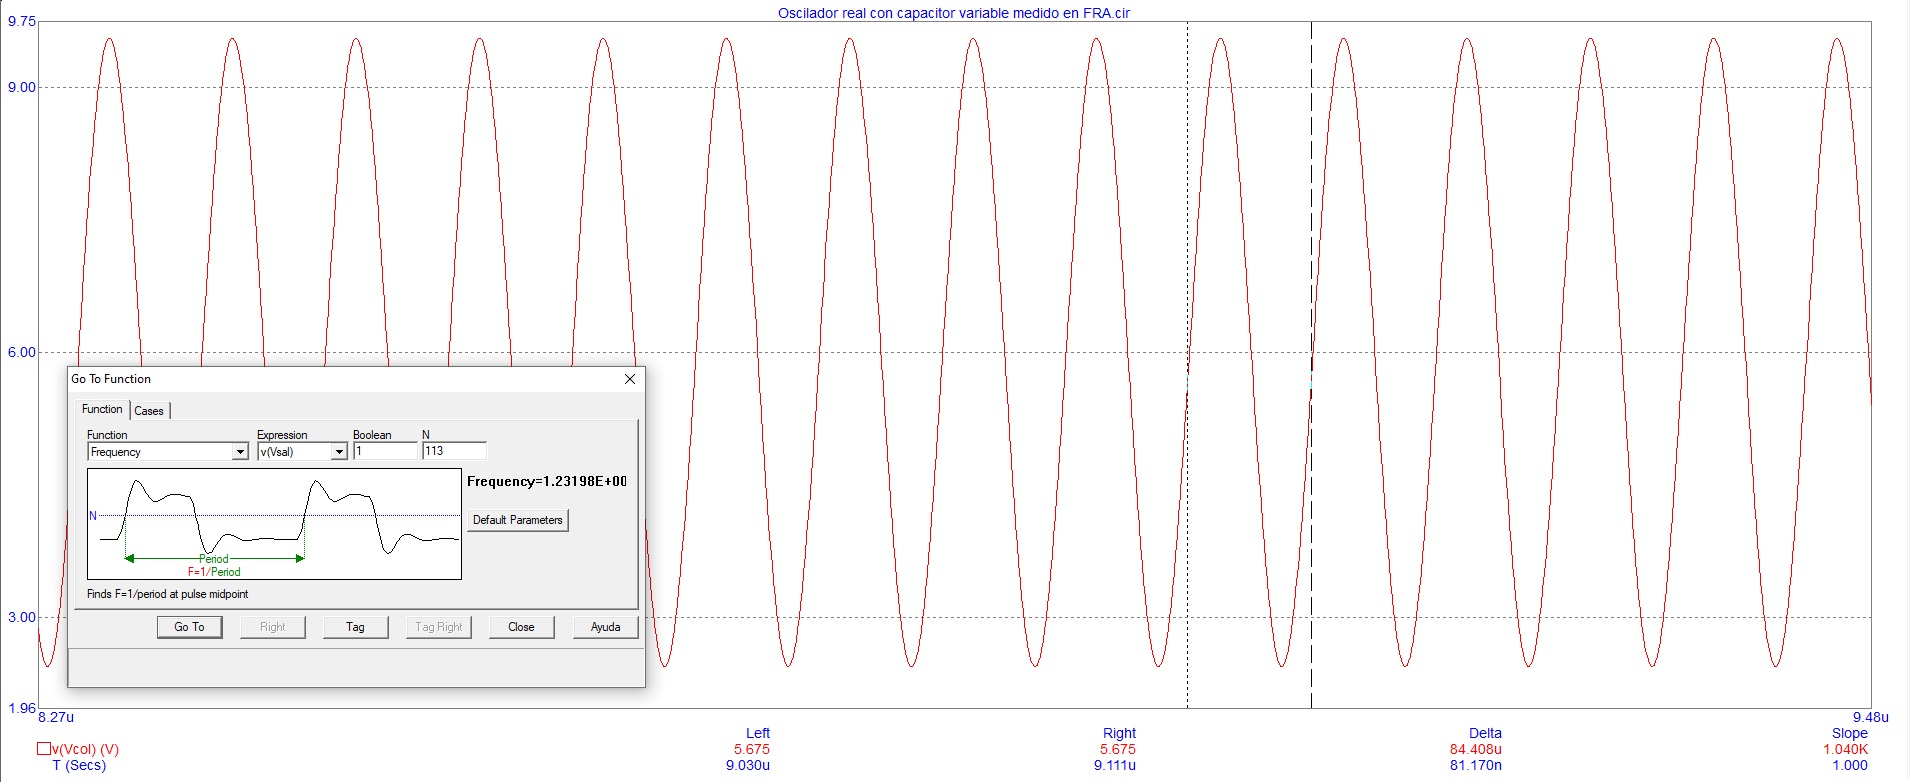 Oscilador real con capacitor variable medido en FRA.cir
9.75
9.00
6.00
3.00
1.96
8.27u
9.48u
Go To Function
Function Cases
Function Expression Boolean N
Frequency v(Vsal) 1 113
Frequency=1.23198E+00
N
Period
F=1/Period
Default Parameters
Finds F=1/period at pulse midpoint
Go To Right Tag Tag Right Close Ayuda
Left Right Delta Slope
v(Vcol) (V) 5.675 5.675 84.408u 1.040K
T (Secs) 9.030u 9.111u 81.170n 1.000